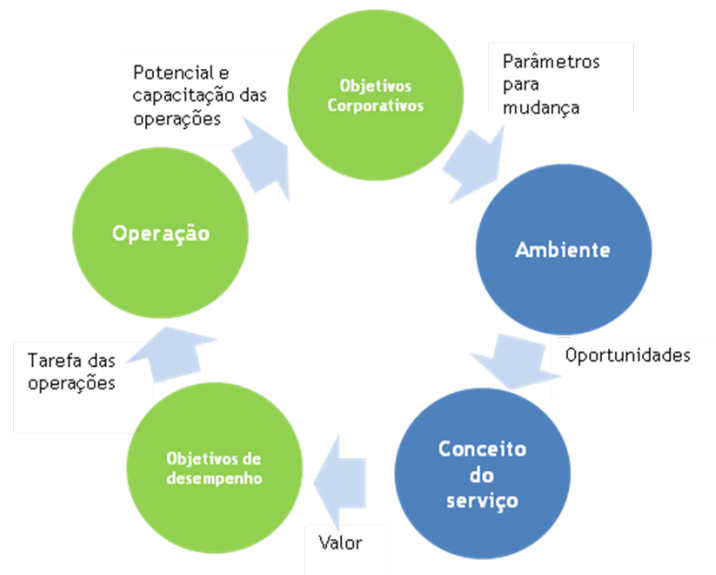 Objetivos
Corporativos
Parâmetros
para
mudança
Ambiente
Oportunidades
Conceito
do
serviço
Valor
Objetivos de
desempenho
Tarefa das
operações
Operação
Potencial e
capacitação das
operações